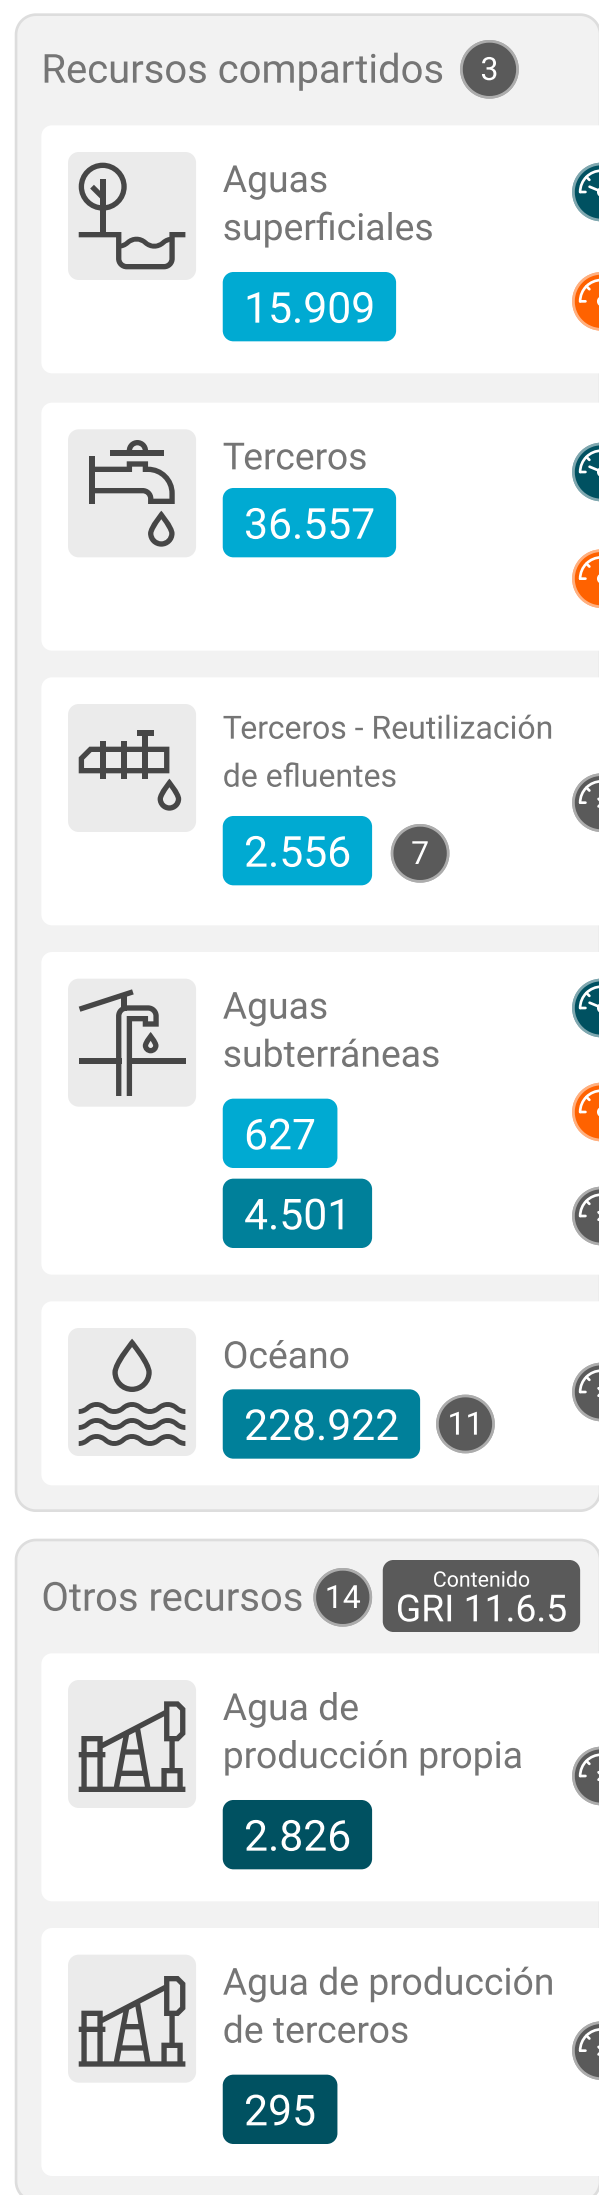 Recursos compartidos 3
Aguas
superficiales
15.909
Terceros
36.557
Terceros - Reutilización
de efluentes
2.556 7
Aguas
subterráneas
627
4.501
Océano
228.922 11
Otros recursos 14 Contenido
GRI 11.6.5
Agua de
producción propia
2.826
Agua de producción
de terceros
295